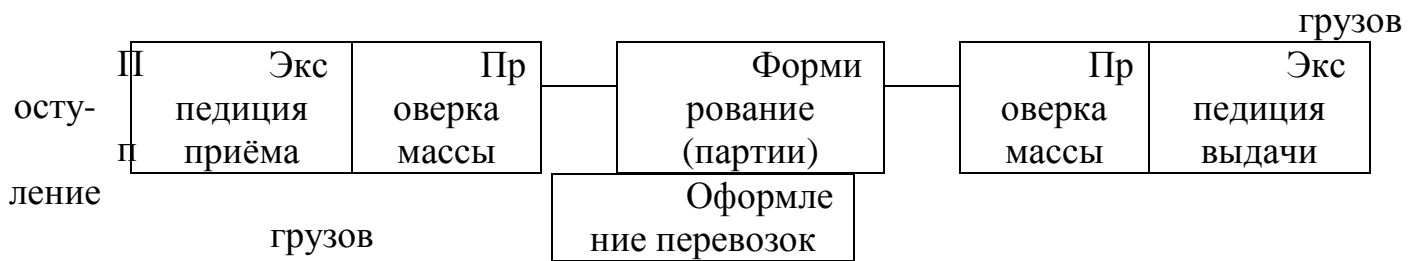 грузов
П
осту-
п
ление
грузов
Экс
педиция
приёма
Пр
оверка
массы
Форми
рование
(партии)
Оформле
ние перевозок
Пр
оверка
массы
Экс
педиция
выдачи